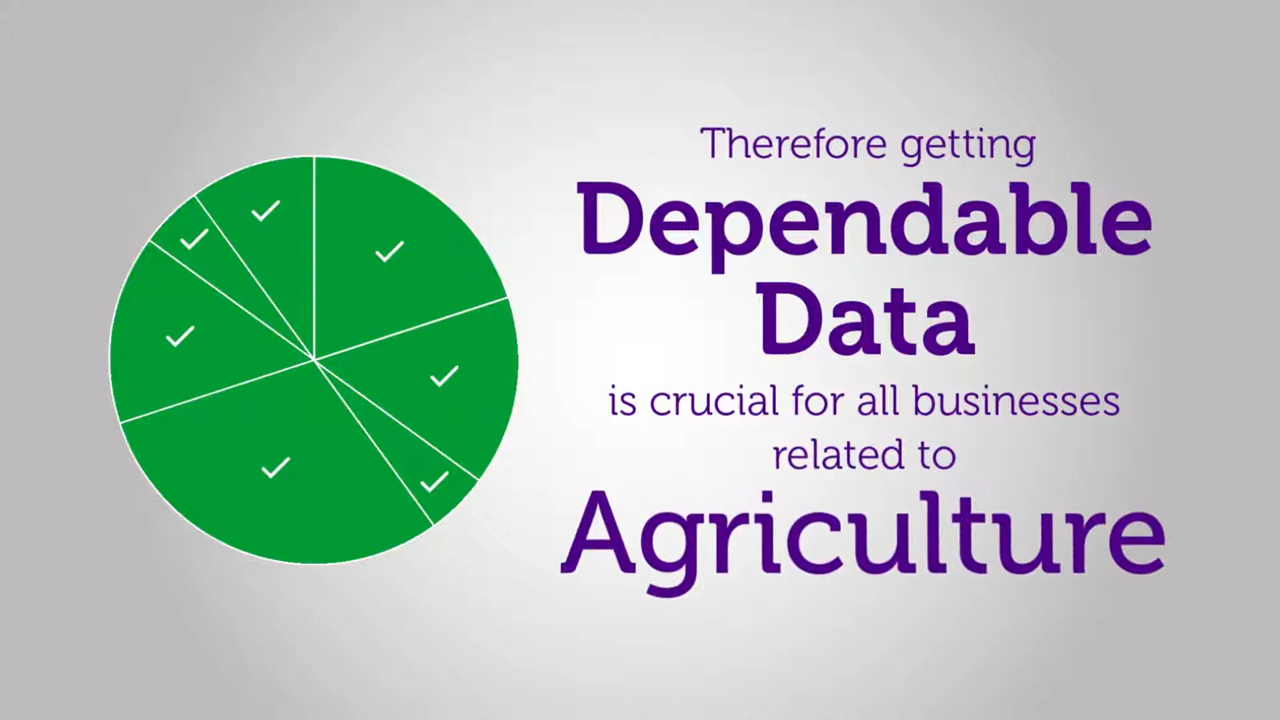 Therefore getting
Dependable
Data
is crucial for all businesses
related to
Agriculture